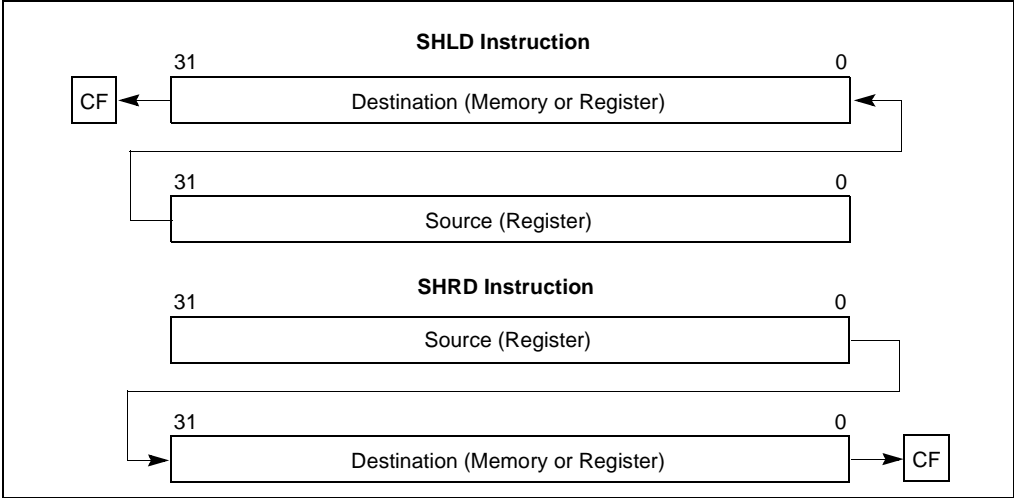 SHLD Instruction
31 0
CF Destination (Memory or Register)
31 0
Source (Register)
SHRD Instruction
31 0
Source (Register)
31 0
Destination (Memory or Register) CF